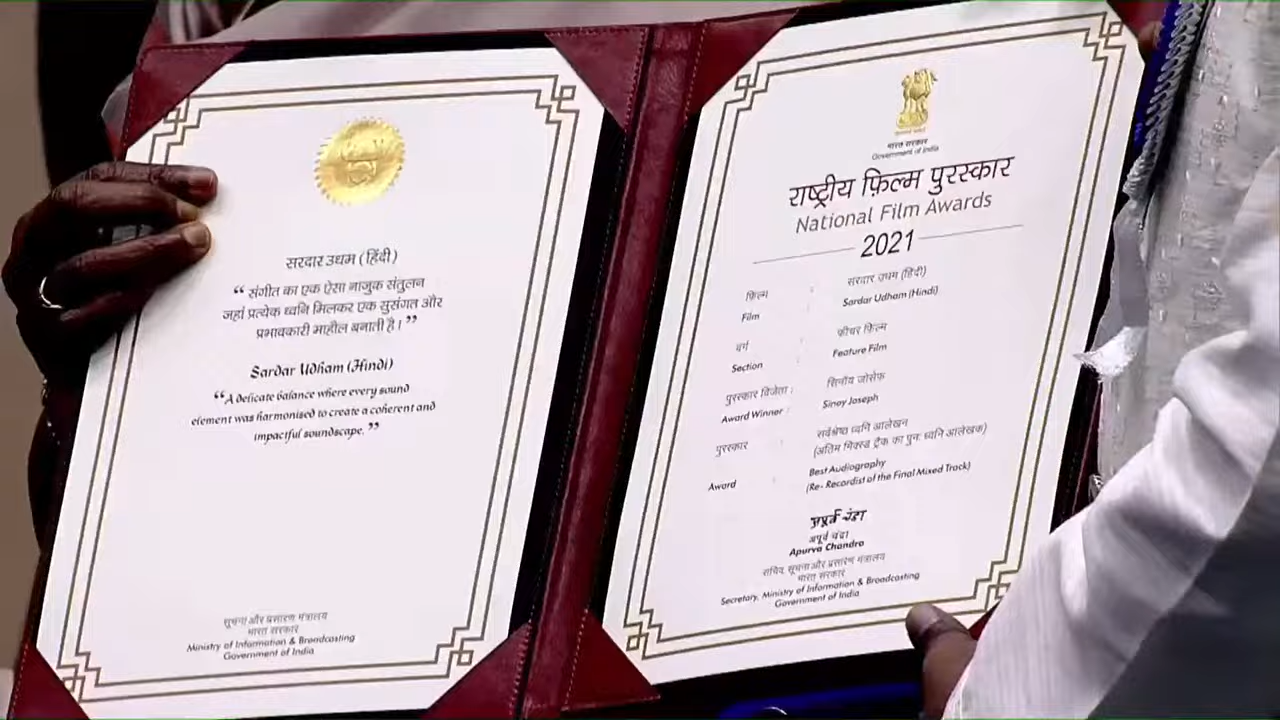 सरदार उधम (हिंदी)
“ संगीत का एक ऐसा नाजुक संतुलन
जहां प्रत्येक ध्वनि मिलकर एक सुसंगत और
प्रभावकारी माहौल बनाती है। ”
Sardar Udham (Hindi)
“A delicate balance where every sound
element was harmonised to create a coherent and
impactful soundscape.”
सूचना और प्रसारण मंत्रालय
भारत सरकार
Ministry of Information & Broadcasting
Government of India
भारत सरकार
Government of India
राष्ट्रीय फ़िल्म पुरस्कार
National Film Awards
2021
फ़िल्म : सरदार उधम (हिंदी)
Film Sardar Udham (Hindi)
वर्ग : फीचर फ़िल्म
Section Feature Film
पुरस्कार विजेता : सिनॉय जोसेफ
Award Winner : Sinoy Joseph
पुरस्कार : सर्वश्रेष्ठ ध्वनि आलेखन
(अंतिम मिक्स्ड ट्रैक का पुनः ध्वनि आलेखक)
Award : Best Audiography
(Re- Recordist of the Final Mixed Track)
अपूर्व चंद्रा
अपूर्व चंद्रा
Apurva Chandra
सचिव, सूचना और प्रसारण मंत्रालय
भारत सरकार
Secretary, Ministry of Information & Broadcasting
Government of India